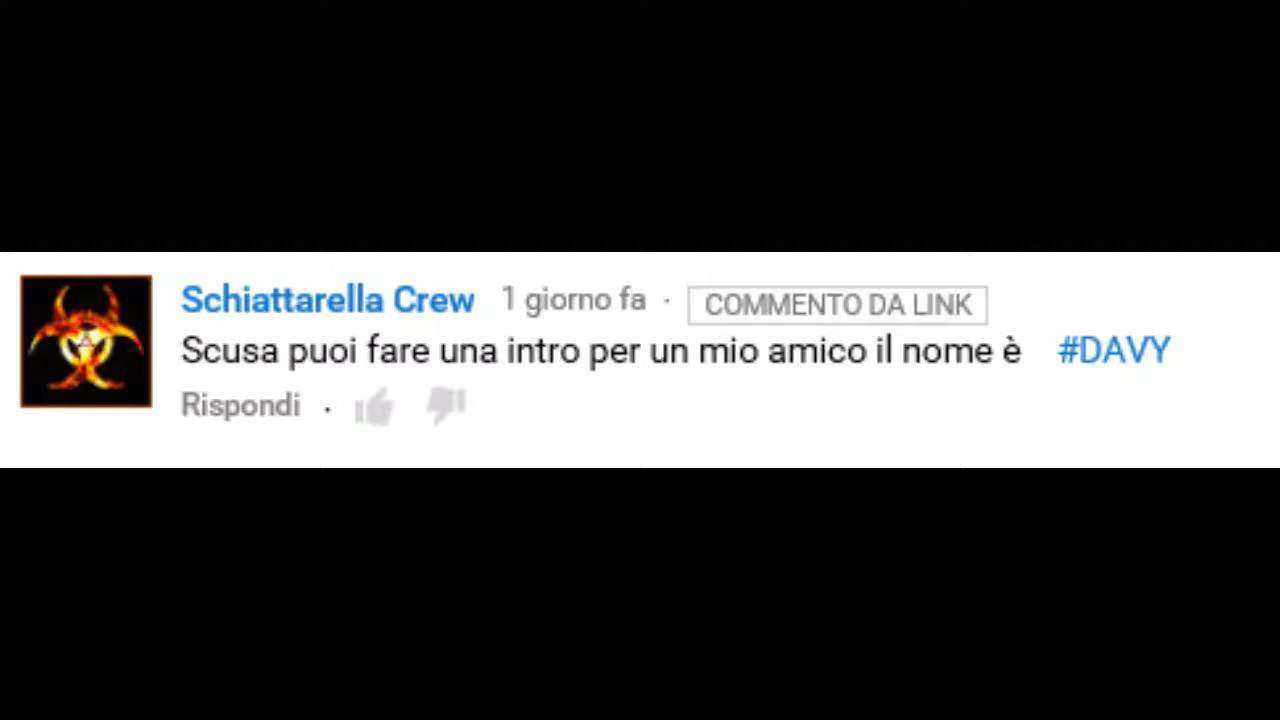 Schiattarella Crew 1 giorno fa · COMMENTO DA LINK
Scusa puoi fare una intro per un mio amico il nome è #DAVY
Rispondi ·